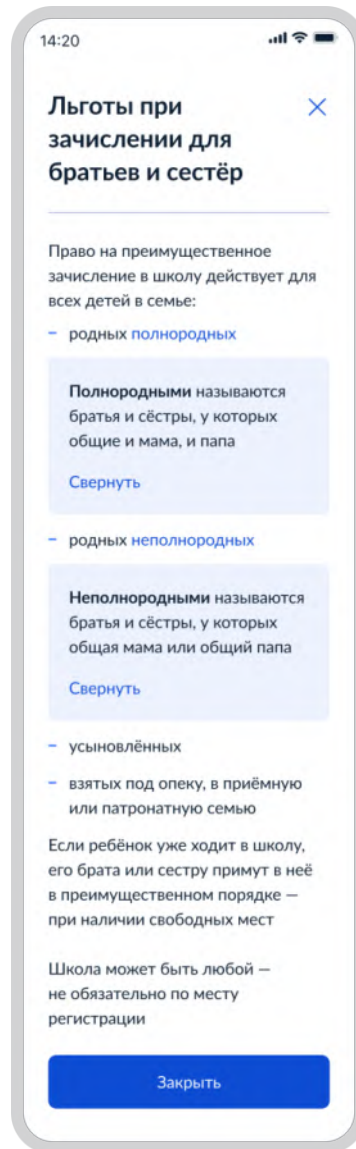 14:20
Льготы при
зачислении для
братьев и сестёр
Право на преимущественное
зачисление в школу действует для
всех детей в семье:
– родных полнородных
Полнородными называются
братья и сёстры, у которых
общие и мама, и папа
Свернуть
– родных неполнородных
Неполнородными называются
братья и сёстры, у которых
общая мама или общий папа
Свернуть
– усыновлённых
– взятых под опеку, в приёмную
или патронатную семью
Если ребёнок уже ходит в школу,
его брата или сестру примут в неё
в преимущественном порядке —
при наличии свободных мест
Школа может быть любой —
не обязательно по месту
регистрации
Закрыть